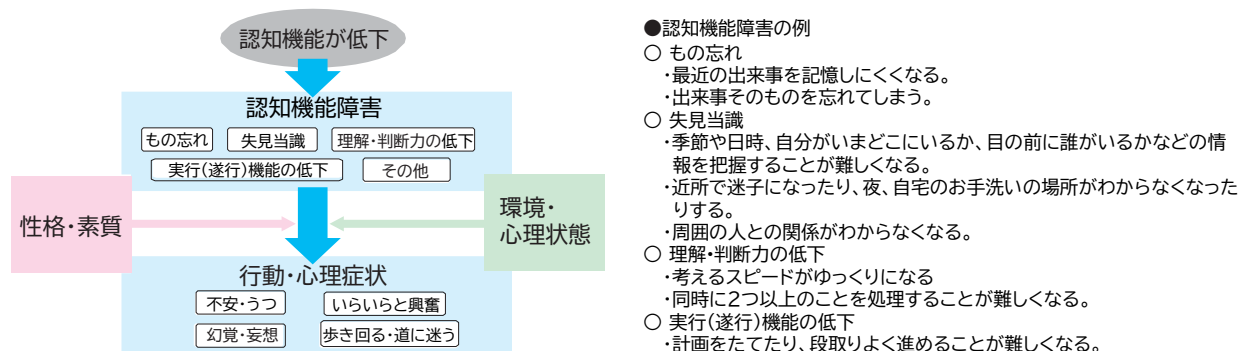 認知機能が低下
認知機能障害
もの忘れ
失見当識
理解・判断力の低下
実行(遂行)機能の低下
その他
性格・素質
環境・
心理状態
行動・心理症状
不安・うつ
いらいらと興奮
幻覚・妄想
歩き回る・道に迷う
●認知機能障害の例
○ もの忘れ
・最近の出来事を記憶しにくくなる。
・出来事そのものを忘れてしまう。
○ 失見当識
・季節や日時、自分がいまどこにいるか、目の前に誰がいるかなどの情
報を把握することが難しくなる。
・近所で迷子になったり、夜、自宅のお手洗いの場所がわからなくなった
りする。
・周囲の人との関係がわからなくなる。
○ 理解・判断力の低下
・考えるスピードがゆっくりになる
・同時に2つ以上のことを処理することが難しくなる。
○ 実行(遂行)機能の低下
・計画をたてたり、段取りよく進めることが難しくなる。